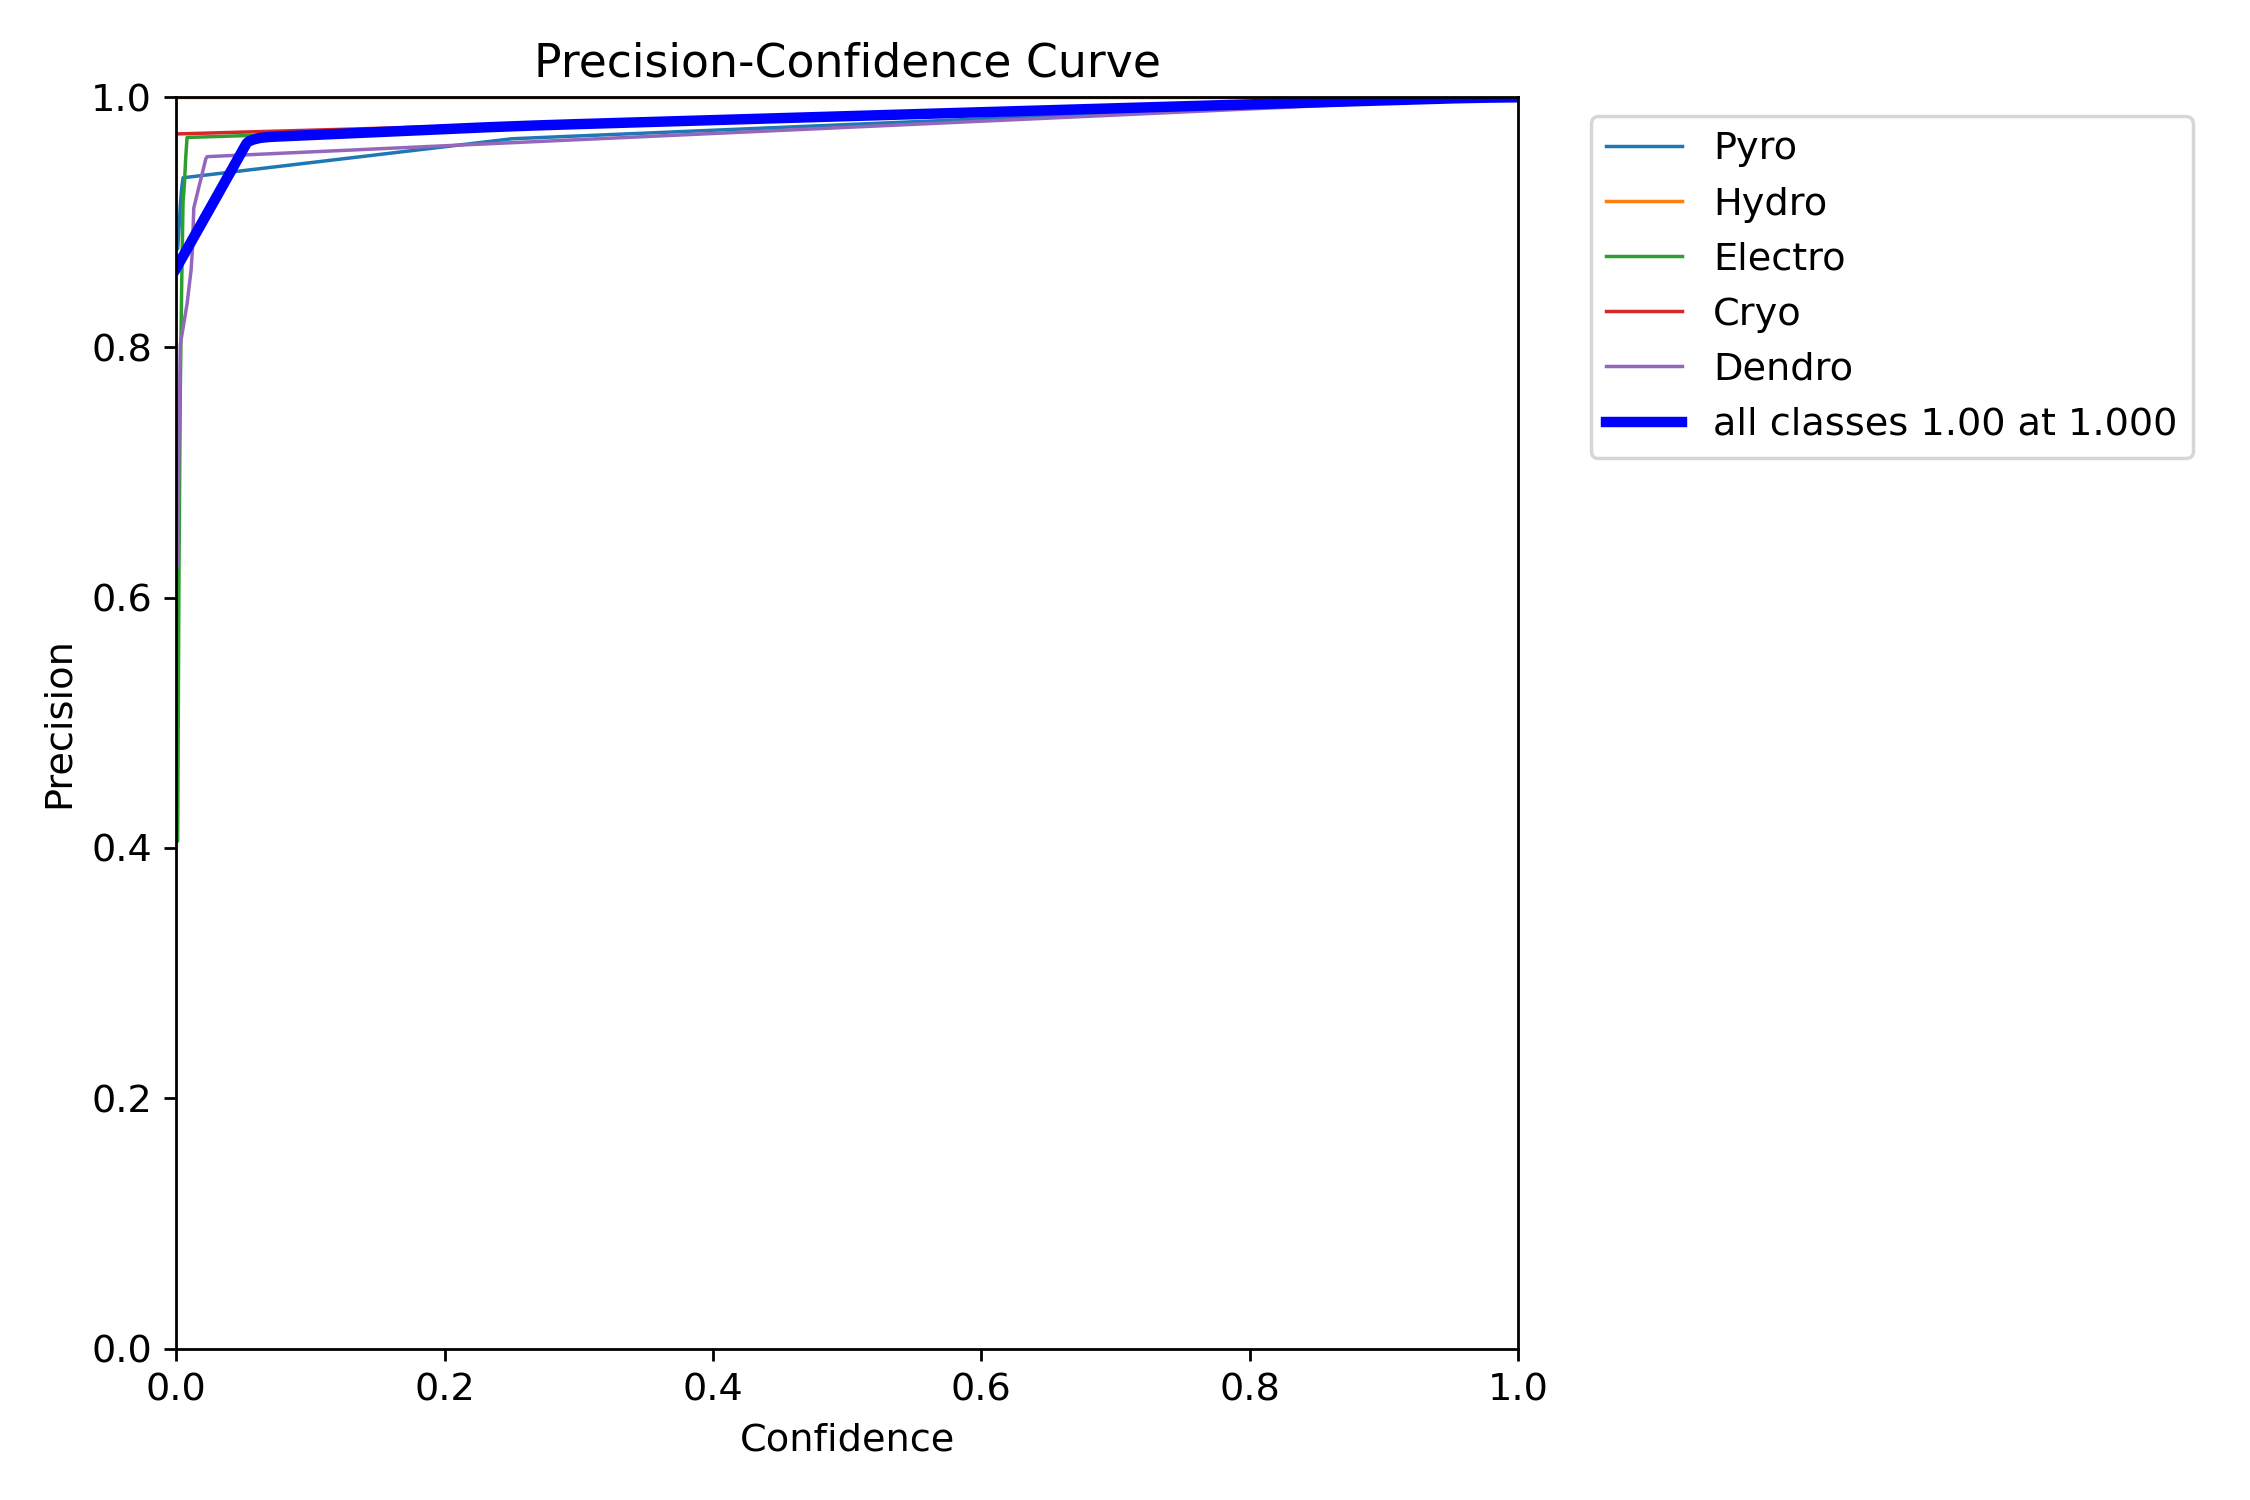 Precision-Confidence Curve
1.0
0.8
0.6
0.4
0.2
0.0
Precision
0.0 0.2 0.4 0.6 0.8 1.0
Confidence
Pyro
Hydro
Electro
Cryo
Dendro
all classes 1.00 at 1.000